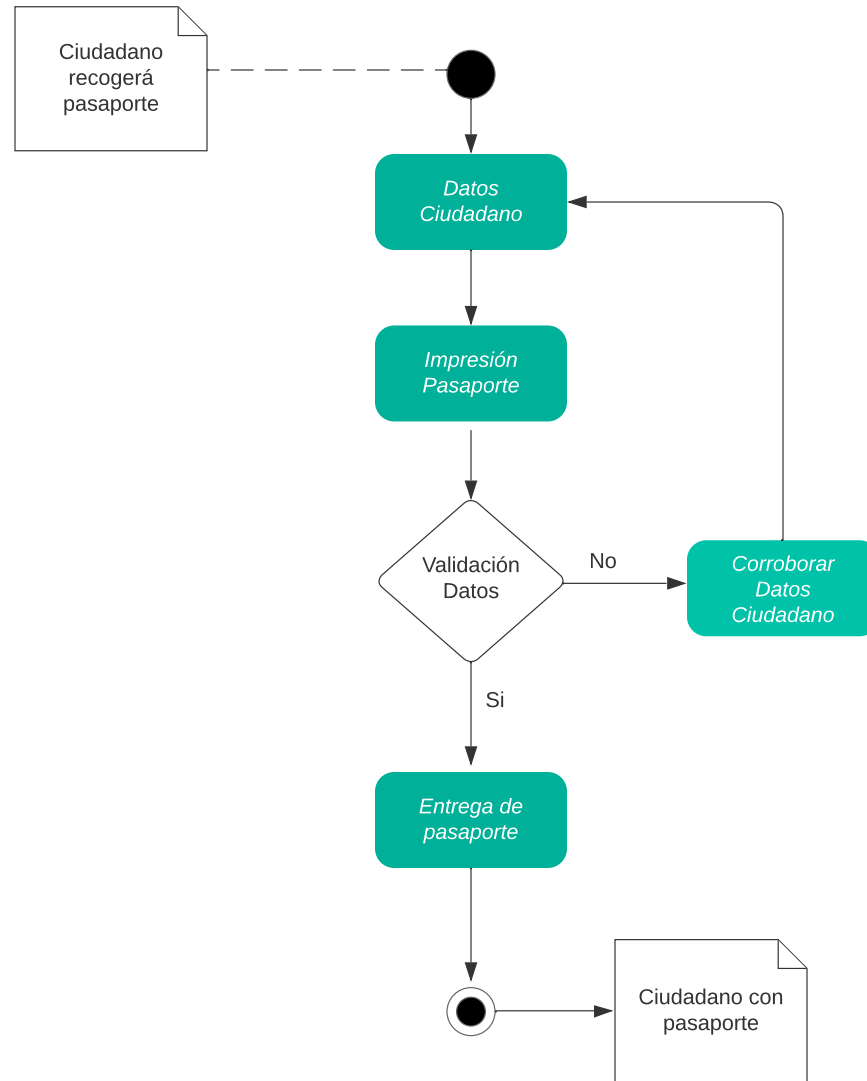 Ciudadano
recogerá
pasaporte
Datos
Ciudadano
Impresión
Pasaporte
Validación
Datos
No
Corroborar
Datos
Ciudadano
Si
Entrega de
pasaporte
Ciudadano con
pasaporte